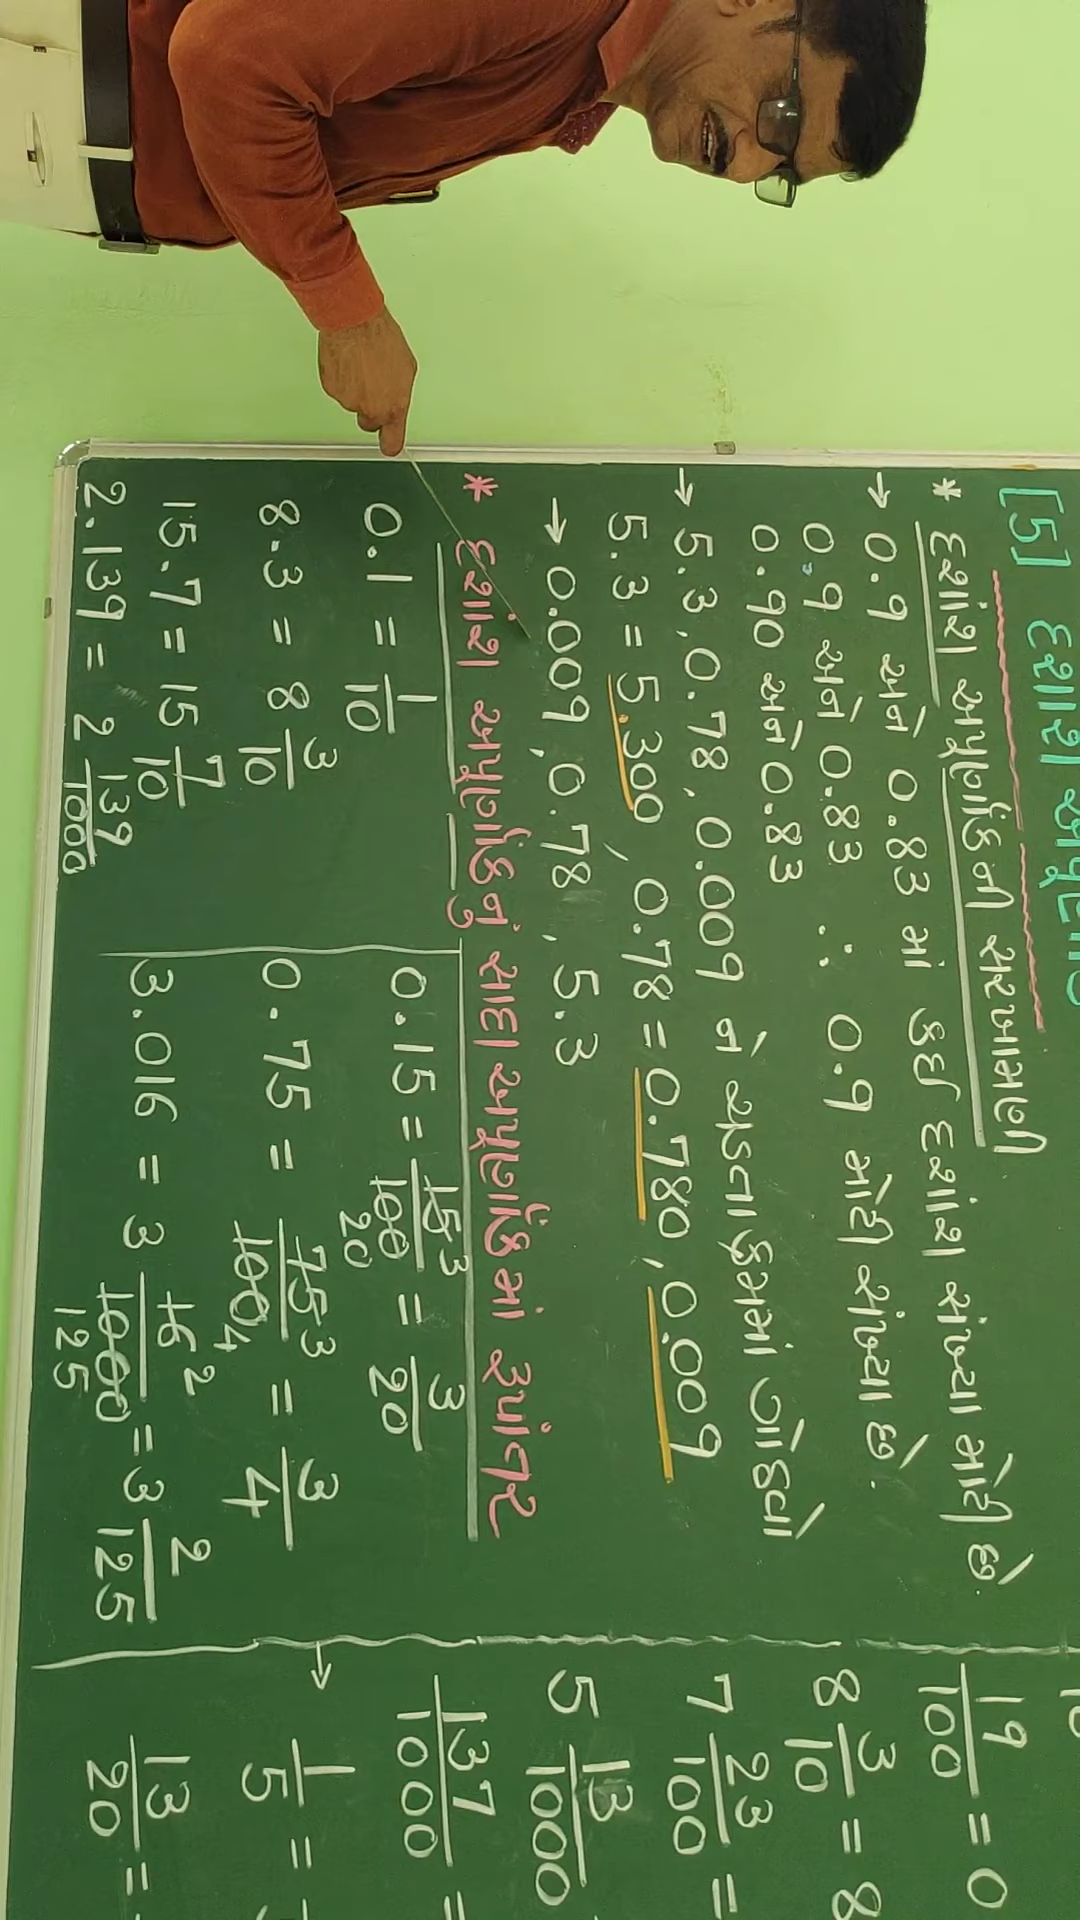 [5] દશાંશ
* દશાંશ અપૂર્ણાંકની સરખામણી
→ 0.9 અને 0.83 માં કઈ દશાંશ સંખ્યા મોટી છે.
0.9 અને 0.83 ∴ 0.9 મોટી સંખ્યા છે.
0.90 અને 0.83
→ 5.3, 0.78, 0.009 ને ચડતા ક્રમમાં ગોઠવો
5.3 = 5.300, 0.78 = 0.780, 0.009
→ 0.009, 0.78, 5.3
* દશાંશ અપૂર્ણાંકનું સાદા અપૂર્ણાંકમાં રૂપાંતર
0.1 = 1/10
8.3 = 8 3/10
15.7 = 15 7/10
2.139 = 2 139/1000
0.15 = 15/100 3 20 = 3/20
0.75 = 75/100 3 4 = 3/4
3.016 = 3 16/1000 2 125 = 3 2/125
19/100 = 0
8 3/10 = 8
7 23/100 =
5 13/1000
137/1000 =
→ 1/5 =
13/20 =